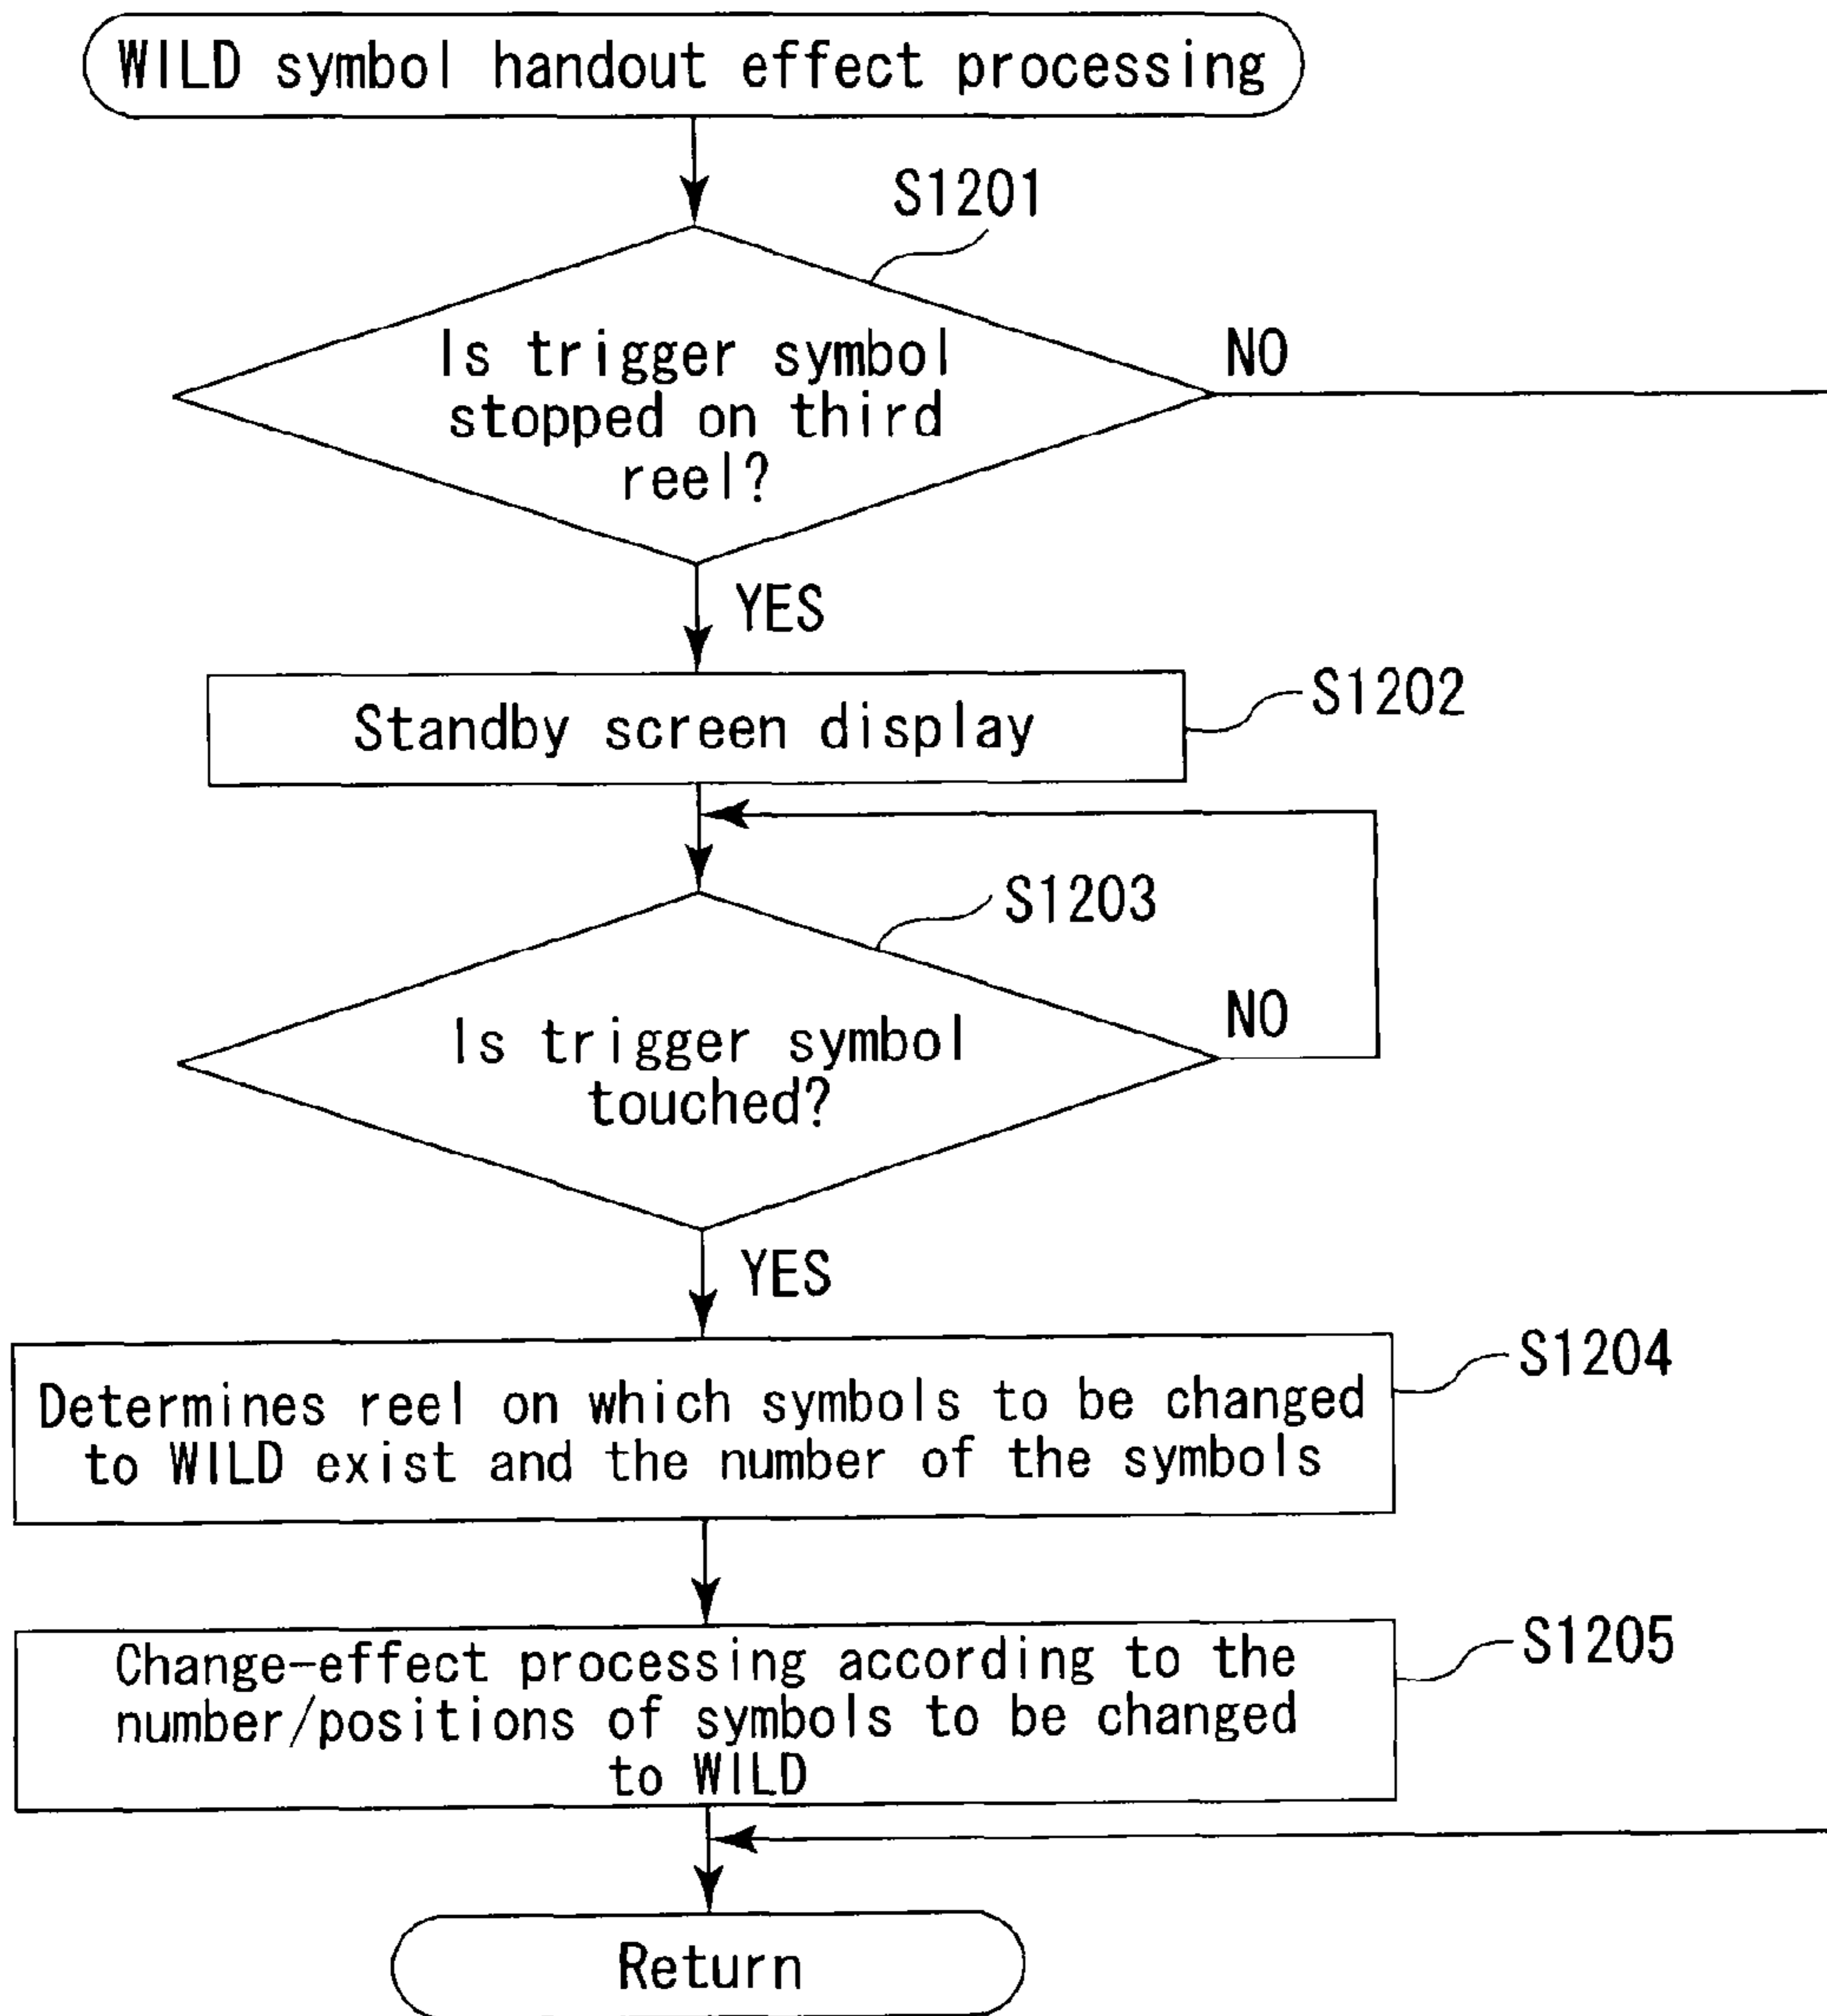 WILD symbol handout effect processing
S1201
Is trigger symbol
stopped on third
reel?
NO
YES
Standby screen display
S1202
S1203
Is trigger symbol
touched?
NO
YES
S1204
Determines reel on which symbols to be changed
to WILD exist and the number of the symbols
S1205
Change-effect processing according to the
number/positions of symbols to be changed
to WILD
Return